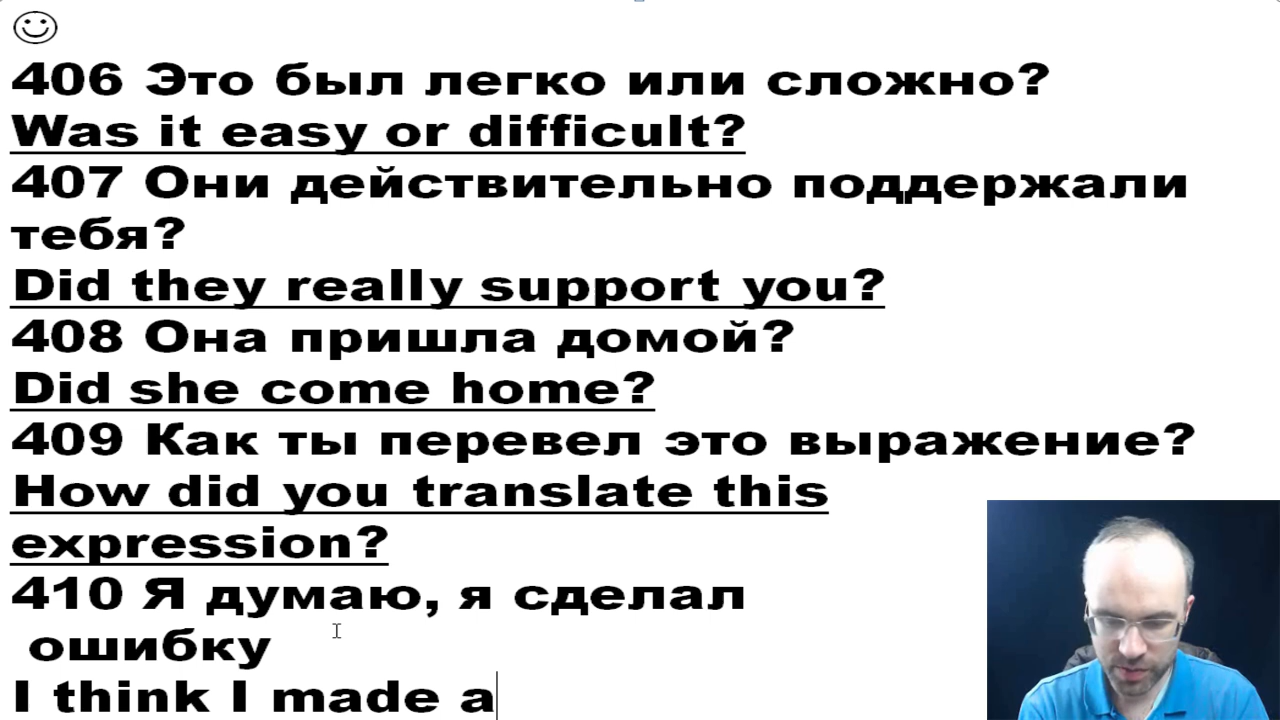 406 Это был легко или сложно?
Was it easy or difficult?
407 Они действительно поддержали
тебя?
Did they really support you?
408 Она пришла домой?
Did she come home?
409 Как ты перевел это выражение?
How did you translate this
expression?
410 Я думаю, я сделал
ошибку
I think I made a